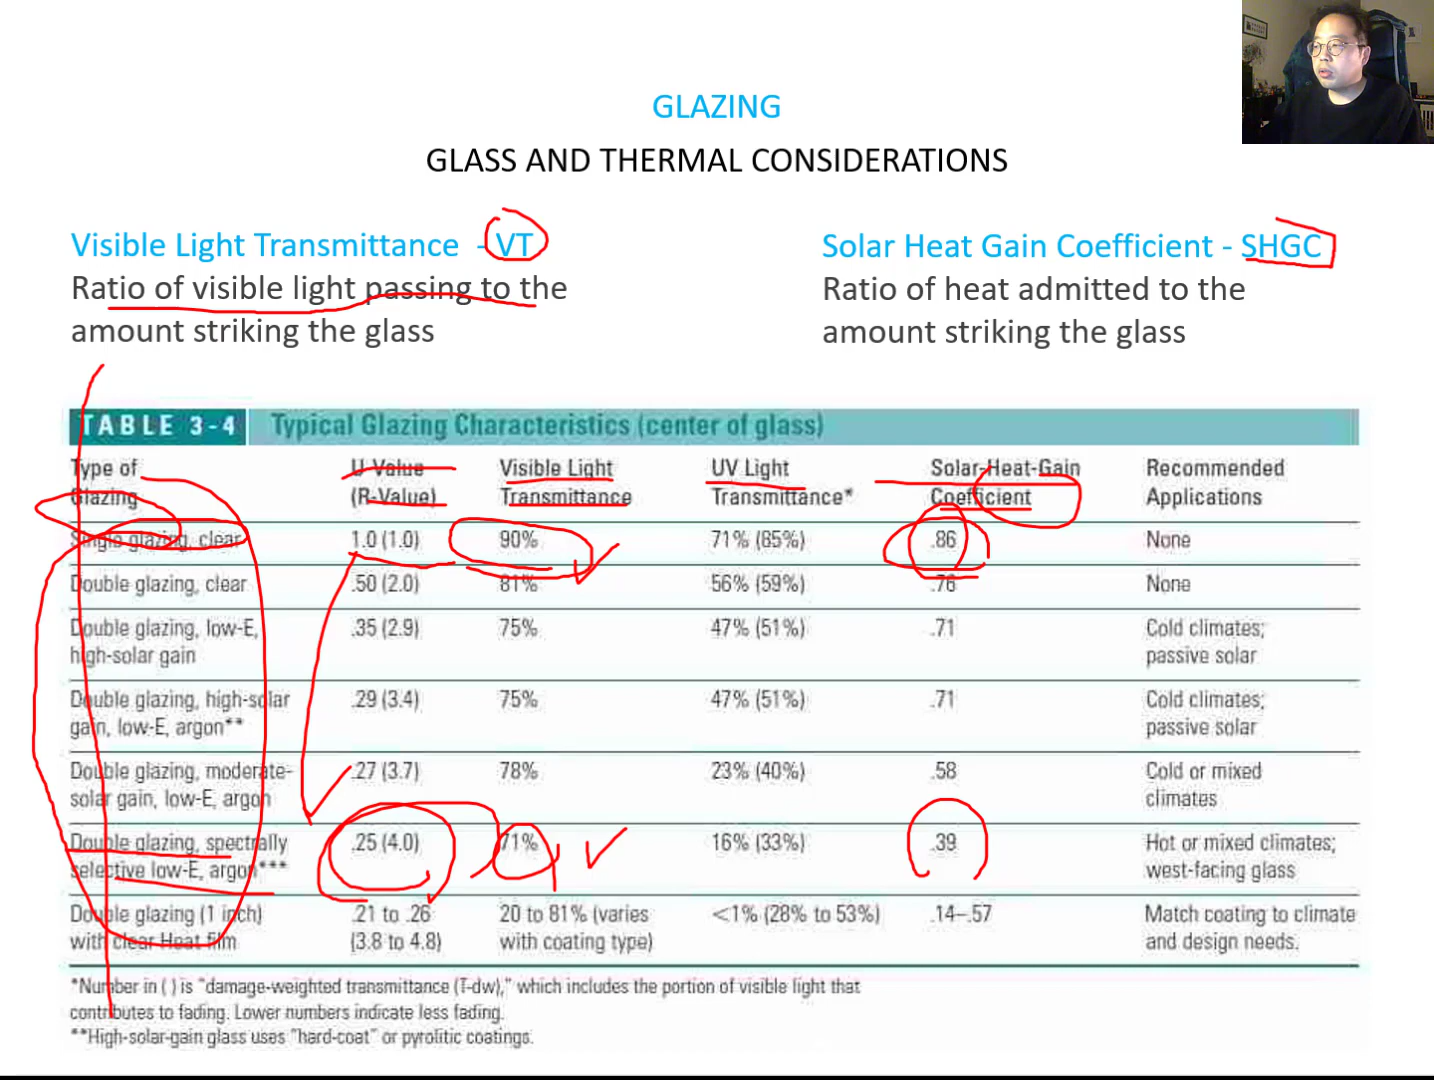 GLAZING
GLASS AND THERMAL CONSIDERATIONS
Visible Light Transmittance - VT
Ratio of visible light passing to the
amount striking the glass
Solar Heat Gain Coefficient - SHGC
Ratio of heat admitted to the
amount striking the glass
TABLE 3-4 Typical Glazing Characteristics (center of glass)
Type of Glazing U Value (R-Value) Visible Light Transmittance UV Light Transmittance* Solar-Heat-Gain Coefficient Recommended Applications
Single glazing, clear 1.0 (1.0) 90% 71% (85%) .86 None
Double glazing, clear .50 (2.0) 81% 56% (59%) .76 None
Double glazing, low-E, high-solar gain .35 (2.9) 75% 47% (51%) .71 Cold climates; passive solar
Double glazing, high-solar gain, low-E, argon** .29 (3.4) 75% 47% (51%) .71 Cold climates; passive solar
Double glazing, moderate-solar gain, low-E, argon .27 (3.7) 78% 23% (40%) .58 Cold or mixed climates
Double glazing, spectrally selective low-E, argon*** .25 (4.0) 71% 16% (33%) .39 Hot or mixed climates; west-facing glass
Double glazing (1 inch) with clear Heat film .21 to .26 (3.8 to 4.8) 20 to 81% (varies with coating type) <1% (28% to 53%) .14–.57 Match coating to climate and design needs.
*Number in ( ) is "damage-weighted transmittance (T-dw)," which includes the portion of visible light that
contributes to fading. Lower numbers indicate less fading.
**High-solar-gain glass uses "hard-coat" or pyrolitic coatings.